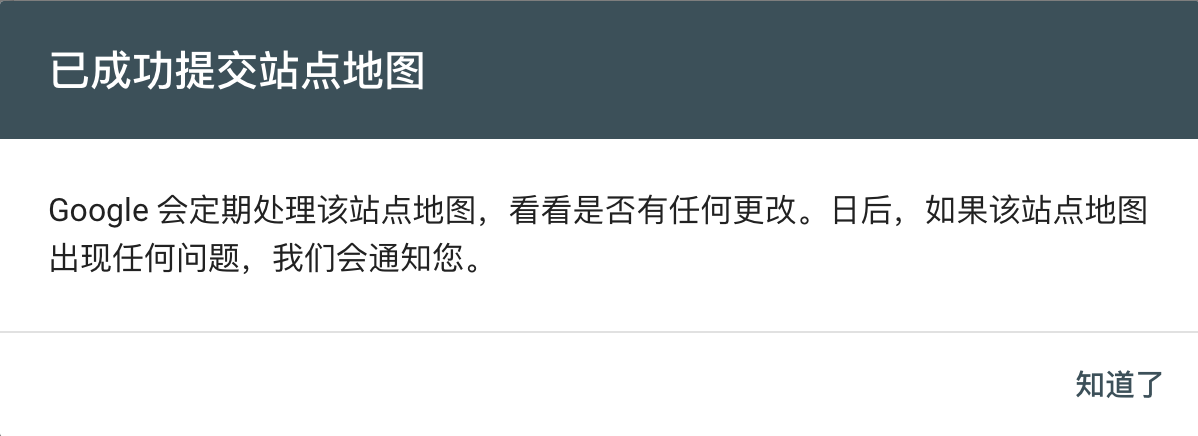 已成功提交站点地图
Google 会定期处理该站点地图，看看是否有任何更改。日后，如果该站点地图
出现任何问题，我们会通知您。
知道了